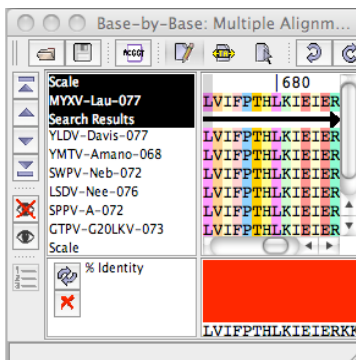 Base-by-Base: Multiple Alignm...
ACGGT
Scale
680
MYXV-Lau-077
LVIFPTHLKIEIER
Search Results
YLDV-Davis-077
LVIFPTHLKIEIER
YMTV-Amano-068
LVIFPTHLKIEIER
SWPV-Neb-072
LVIFPTHLKIEIER
LSDV-Nee-076
LVIFPTHLKIEIER
SPPV-A-072
LVIFPTHLKIEIER
GTPV-G20LKV-073
LVIFPTHLKIEIER
Scale
% Identity
LVIFPTHLKIEIERKK